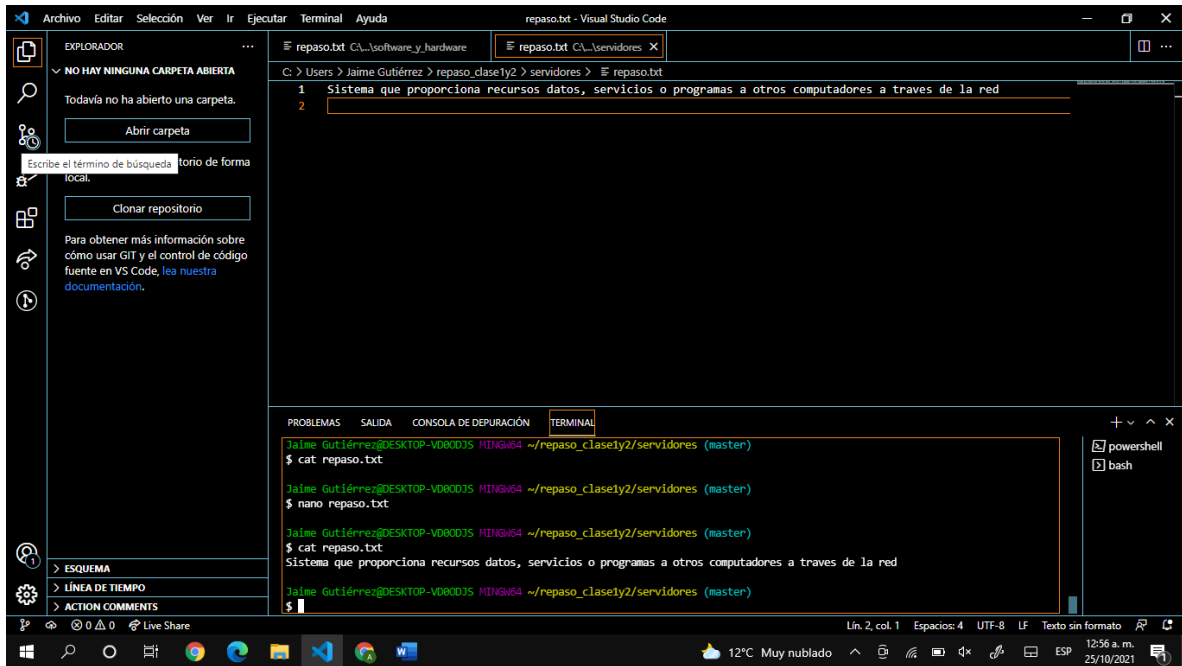 Archivo Editar Selección Ver Ir Ejecutar Terminal Ayuda
repaso.txt - Visual Studio Code
EXPLORADOR
NO HAY NINGUNA CARPETA ABIERTA
Todavía no ha abierto una carpeta.
Abrir carpeta
Escribe el término de búsqueda
torio de forma
local.
Clonar repositorio
Para obtener más información sobre
cómo usar GIT y el control de código
fuente en VS Code, lea nuestra
documentación.
ESQUEMA
LÍNEA DE TIEMPO
ACTION COMMENTS
repaso.txt C:\...\software_y_hardware
repaso.txt C:\...\servidores
C: > Users > Jaime Gutiérrez > repaso_clase1y2 > servidores > repaso.txt
1 Sistema que proporciona recursos datos, servicios o programas a otros computadores a traves de la red
2
PROBLEMAS SALIDA CONSOLA DE DEPURACIÓN TERMINAL
Jaime Gutiérrez@DESKTOP-VD0ODJS MINGW64 ~/repaso_clase1y2/servidores (master)
$ cat repaso.txt
Jaime Gutiérrez@DESKTOP-VD0ODJS MINGW64 ~/repaso_clase1y2/servidores (master)
$ nano repaso.txt
Jaime Gutiérrez@DESKTOP-VD0ODJS MINGW64 ~/repaso_clase1y2/servidores (master)
$ cat repaso.txt
Sistema que proporciona recursos datos, servicios o programas a otros computadores a traves de la red
Jaime Gutiérrez@DESKTOP-VD0ODJS MINGW64 ~/repaso_clase1y2/servidores (master)
$
powershell
bash
1
0 0 Live Share
Lín. 2, col. 1 Espacios: 4 UTF-8 LF Texto sin formato
12°C Muy nublado
ESP
12:56 a. m.
25/10/2021
1